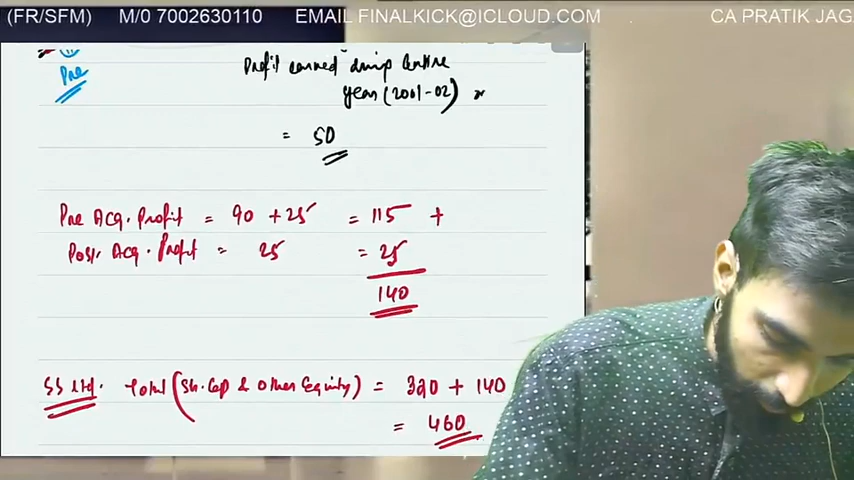 (FR/SFM) M/0 7002630110 EMAIL FINALKICK@ICLOUD.COM CA PRATIK JAG
Pre
Profit earned during entire
year (2001-02)
= 50
Pre Acq. Profit = 90 + 25 = 115 +
Post. Acq. Profit = 25 = 25
140
SS Ltd. Total (Sh. Cap & Other Equity) = 320 + 140
= 460